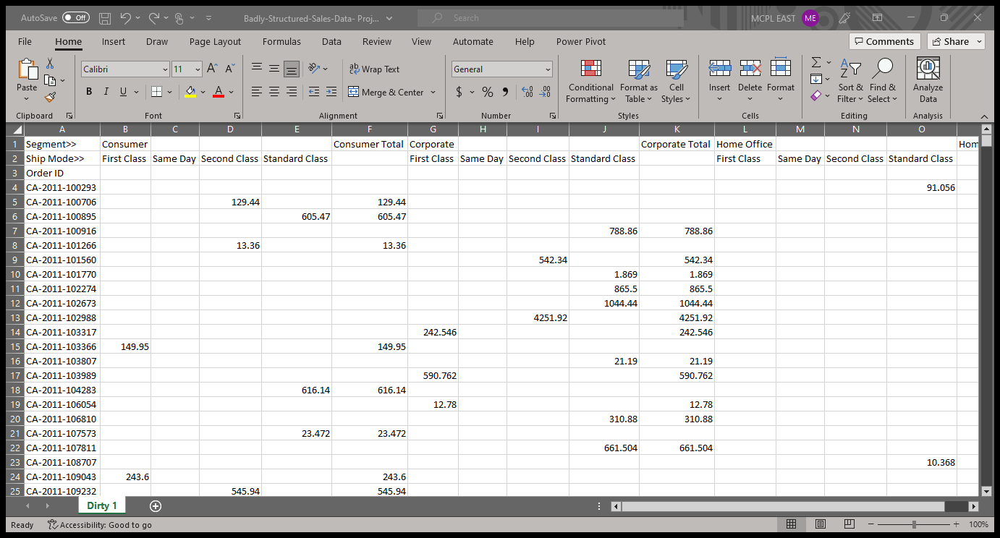 AutoSave Off Badly-Structured-Sales-Data- Proj... Search MCPL EAST ME
File Home Insert Draw Page Layout Formulas Data Review View Automate Help Power Pivot Comments Share
Paste Calibri 11 A A Wrap Text General Conditional Formatting Format as Table Cell Styles Insert Delete Format Sort & Filter Find & Select Analyze Data
B I U A Merge & Center $ % 9
Clipboard Font Alignment Number Styles Cells Editing Analysis
A B C D E F G H I J K L M N O
1 Segment>> Consumer Consumer Total Corporate Corporate Total Home Office Hom
2 Ship Mode>> First Class Same Day Second Class Standard Class First Class Same Day Second Class Standard Class First Class Same Day Second Class Standard Class
3 Order ID
4 CA-2011-100293 91.056
5 CA-2011-100706 129.44 129.44
6 CA-2011-100895 605.47 605.47
7 CA-2011-100916 788.86 788.86
8 CA-2011-101266 13.36 13.36
9 CA-2011-101560 542.34 542.34
10 CA-2011-101770 1.869 1.869
11 CA-2011-102274 865.5 865.5
12 CA-2011-102673 1044.44 1044.44
13 CA-2011-102988 4251.92 4251.92
14 CA-2011-103317 242.546 242.546
15 CA-2011-103366 149.95 149.95
16 CA-2011-103807 21.19 21.19
17 CA-2011-103989 590.762 590.762
18 CA-2011-104283 616.14 616.14
19 CA-2011-106054 12.78 12.78
20 CA-2011-106810 310.88 310.88
21 CA-2011-107573 23.472 23.472
22 CA-2011-107811 661.504 661.504
23 CA-2011-108707 10.368
24 CA-2011-109043 243.6 243.6
25 CA-2011-109232 545.94 545.94
Dirty 1
Ready Accessibility: Good to go 100%